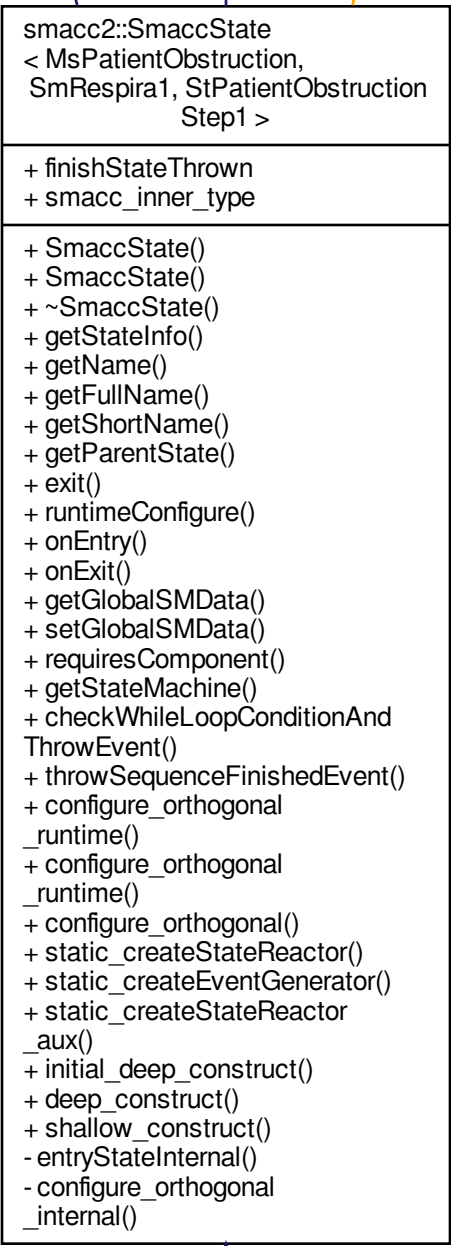 smacc2::SmaccState
< MsPatientObstruction,
SmRespira1, StPatientObstruction
Step1 >
+ finishStateThrown
+ smacc_inner_type
+ SmaccState()
+ SmaccState()
+ ~SmaccState()
+ getStateInfo()
+ getName()
+ getFullName()
+ getShortName()
+ getParentState()
+ exit()
+ runtimeConfigure()
+ onEntry()
+ onExit()
+ getGlobalSMData()
+ setGlobalSMData()
+ requiresComponent()
+ getStateMachine()
+ checkWhileLoopConditionAnd
ThrowEvent()
+ throwSequenceFinishedEvent()
+ configure_orthogonal
_runtime()
+ configure_orthogonal
_runtime()
+ configure_orthogonal()
+ static_createStateReactor()
+ static_createEventGenerator()
+ static_createStateReactor
_aux()
+ initial_deep_construct()
+ deep_construct()
+ shallow_construct()
- entryStateInternal()
- configure_orthogonal
_internal()